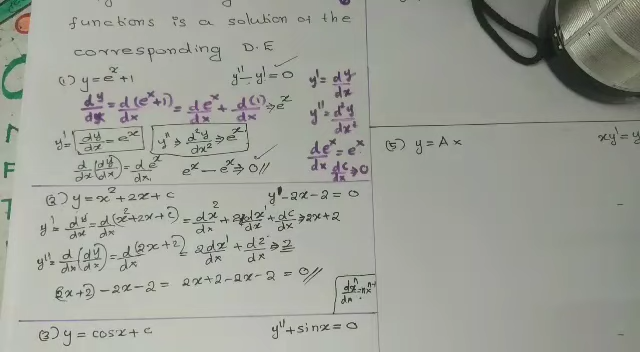 functions is a solution of the
corresponding D.E
(1) y = e^x + 1 y'' - y' = 0
dy/dx = d(e^x+1)/dx = de^x/dx + d(1)/dx ⇒ e^x
y' = dy/dx = e^x y'' ⇒ d²y/dx² ⇒ e^x
d/dx (dy/dx) = d/dx e^x e^x - e^x ⇒ 0//
y' = dy/dx
y'' = d²y/dx²
de^x/dx = e^x
dc/dx ⇒ 0
(2) y = x² + 2x + c y' - 2x - 2 = 0
y' = dy/dx = d(x²+2x+c)/dx = dx²/dx + 2dx'/dx + dc/dx ⇒ 2x + 2
y'' = d/dx (dy/dx) = d(2x+2)/dx = 2dx'/dx + d2/dx ⇒ 2
(2x+2) - 2x - 2 = 2x + 2 - 2x - 2 = 0//
dx^n/dx = nx^n-1
(3) y = cosx + c y'' + sinx = 0
(5) y = Ax xy' = y